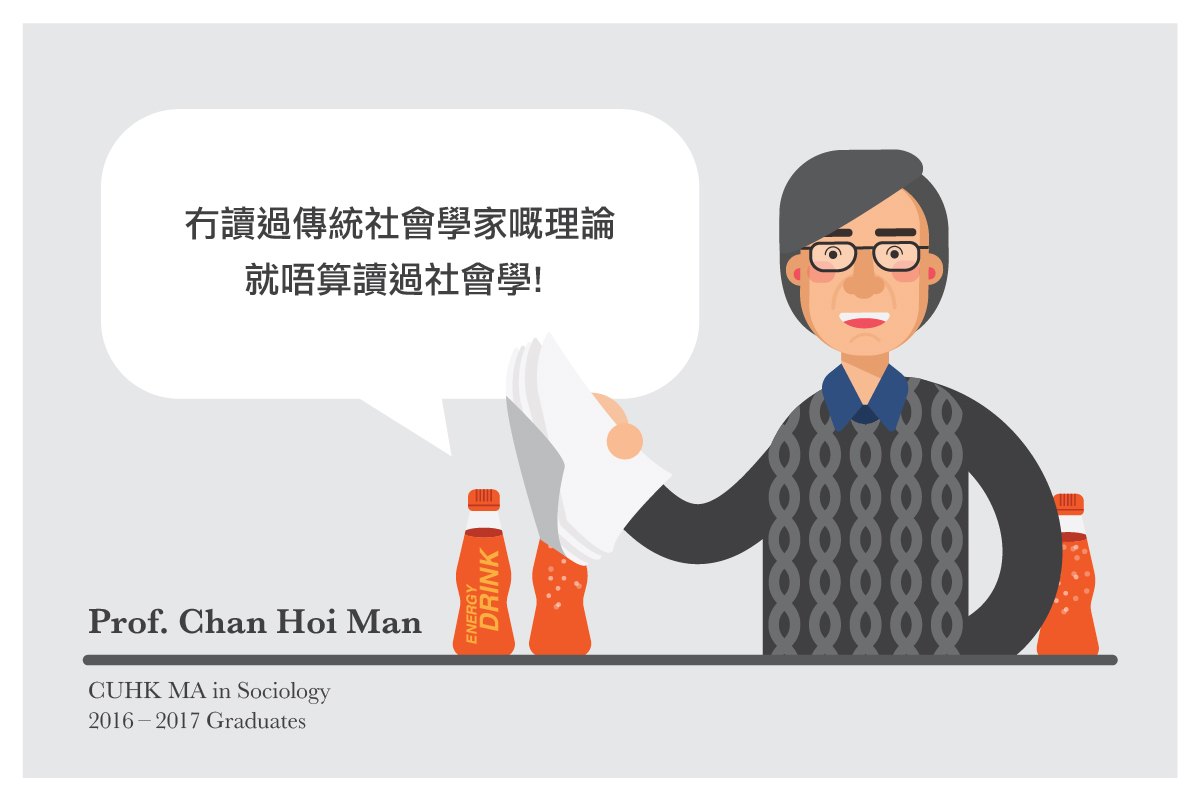 冇讀過傳統社會學家嘅理論
就唔算讀過社會學!
ENERGY
DRINK
Prof. Chan Hoi Man
CUHK MA in Sociology
2016–2017 Graduates